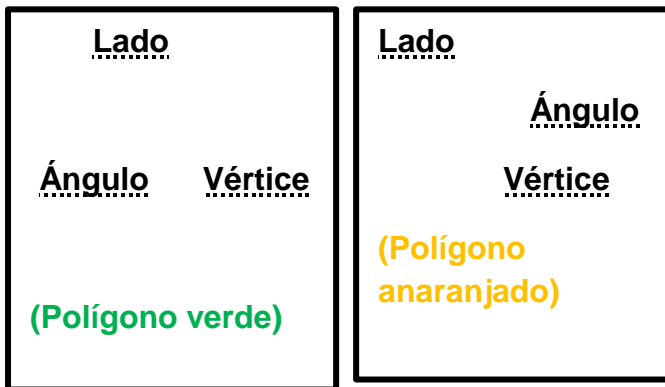 Lado
Ángulo Vértice
(Polígono verde)
Lado
Ángulo
Vértice
(Polígono
anaranjado)